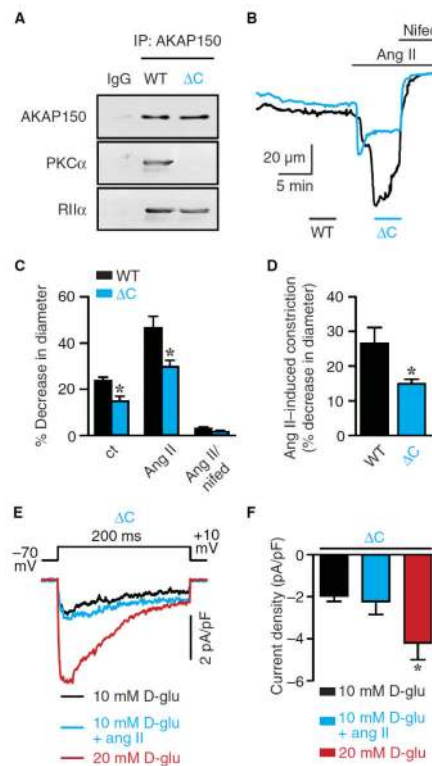 A
IP: AKAP150
IgG WT ΔC
AKAP150
PKCα
RIIα
B
Nifed
Ang II
20 μm
5 min
WT ΔC
C
WT
ΔC
% Decrease in diameter
60
40
20
0
* * 
ct
Ang II
Ang II/
nifed
D
Ang II–induced constriction
(% decrease in diameter)
40
30
20
10
0
*
WT
ΔC
E
ΔC
200 ms
–70
mV
+10
mV
2 pA/pF
10 mM D-glu
10 mM D-glu
+ ang II
20 mM D-glu
F
ΔC
Current density (pA/pF)
0
–2
–4
–6
*
10 mM D-glu
10 mM D-glu
+ ang II
20 mM D-glu